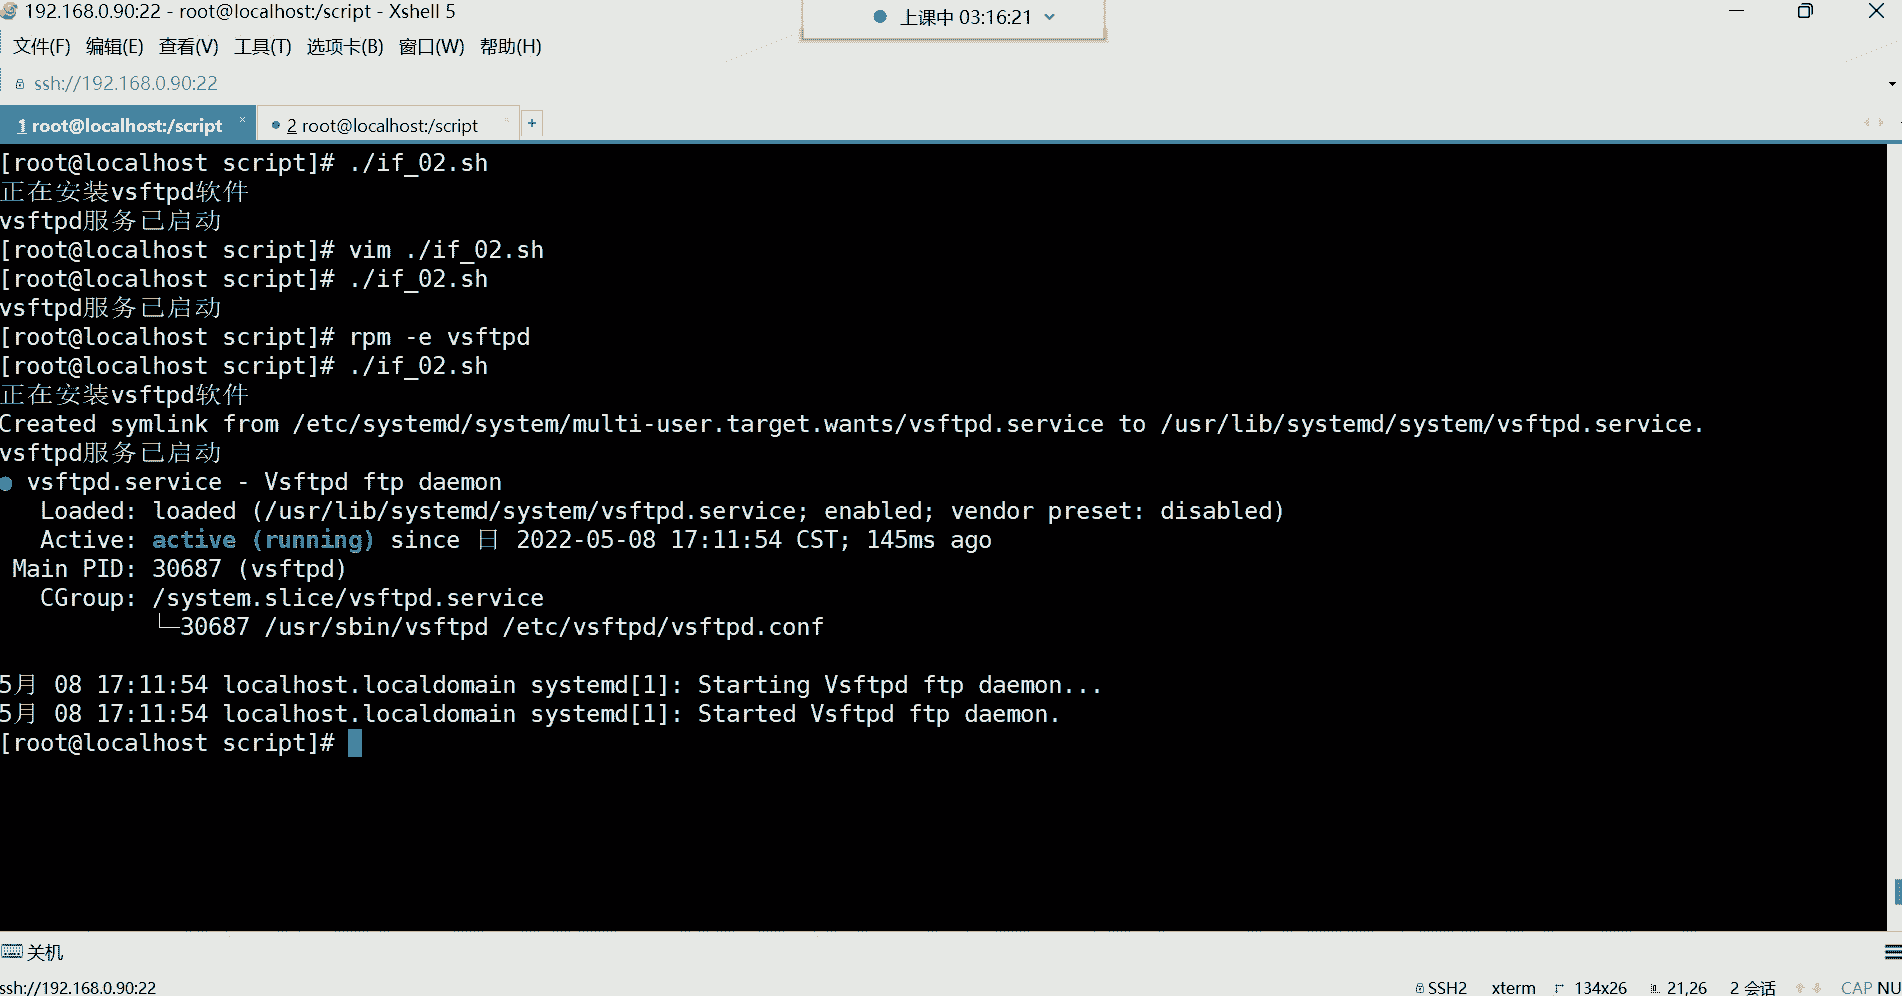 192.168.0.90:22 - root@localhost:/script - Xshell 5
上课中 03:16:21
文件(F) 编辑(E) 查看(V) 工具(T) 选项卡(B) 窗口(W) 帮助(H)
ssh://192.168.0.90:22
1 root@localhost:/script × • 2 root@localhost:/script +
[root@localhost script]# ./if_02.sh
正在安装vsftpd软件
vsftpd服务已启动
[root@localhost script]# vim ./if_02.sh
[root@localhost script]# ./if_02.sh
vsftpd服务已启动
[root@localhost script]# rpm -e vsftpd
[root@localhost script]# ./if_02.sh
正在安装vsftpd软件
Created symlink from /etc/systemd/system/multi-user.target.wants/vsftpd.service to /usr/lib/systemd/system/vsftpd.service.
vsftpd服务已启动
● vsftpd.service - Vsftpd ftp daemon
   Loaded: loaded (/usr/lib/systemd/system/vsftpd.service; enabled; vendor preset: disabled)
   Active: active (running) since 日 2022-05-08 17:11:54 CST; 145ms ago
 Main PID: 30687 (vsftpd)
   CGroup: /system.slice/vsftpd.service
           └─30687 /usr/sbin/vsftpd /etc/vsftpd/vsftpd.conf
5月 08 17:11:54 localhost.localdomain systemd[1]: Starting Vsftpd ftp daemon...
5月 08 17:11:54 localhost.localdomain systemd[1]: Started Vsftpd ftp daemon.
[root@localhost script]#
关机
ssh://192.168.0.90:22 SSH2 xterm 134x26 21,26 2 会话 CAP NU